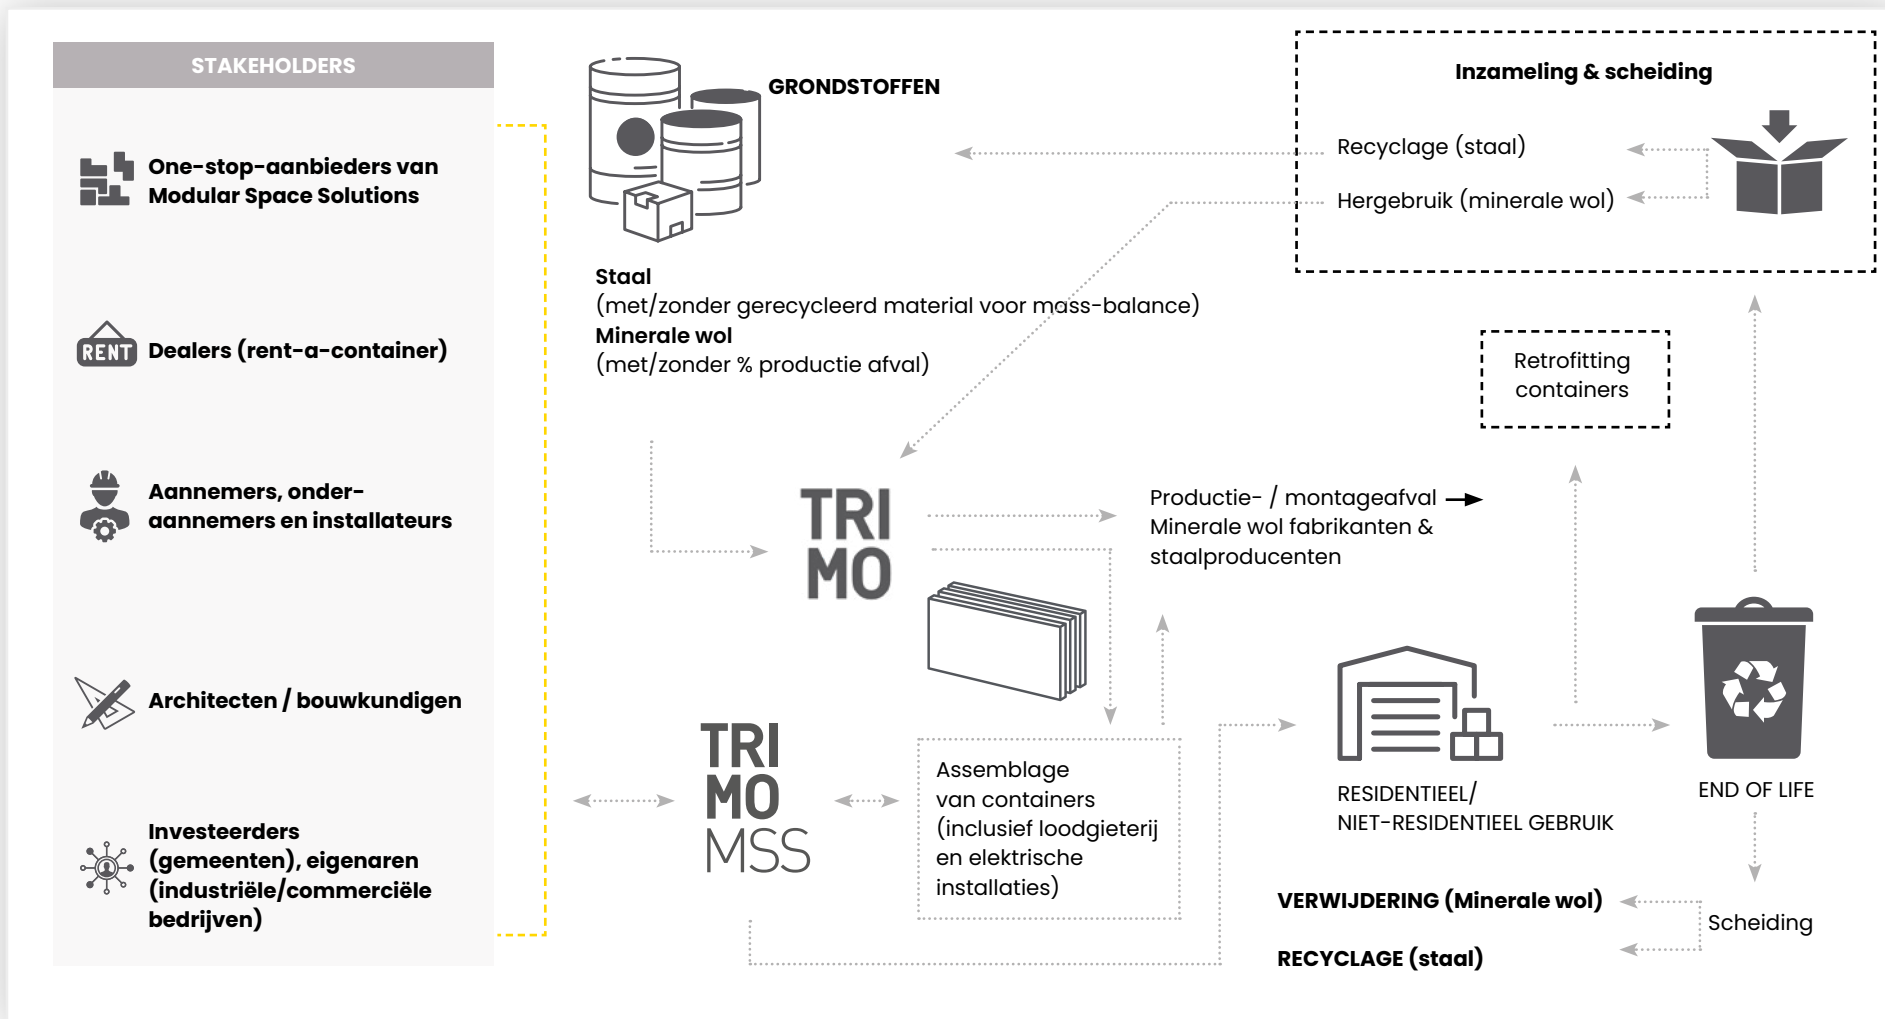 STAKEHOLDERS
One-stop-aanbieders van
Modular Space Solutions
RENT
Dealers (rent-a-container)
Aannemers, onder-
aannemers en installateurs
Architecten / bouwkundigen
Investeerders
(gemeenten), eigenaren
(industriële/commerciële
bedrijven)
GRONDSTOFFEN
Staal
(met/zonder gerecycleerd material voor mass-balance)
Minerale wol
(met/zonder % productie afval)
Inzameling & scheiding
Recyclage (staal)
Hergebruik (minerale wol)
Retrofitting
containers
TRI
MO
Productie- / montageafval
Minerale wol fabrikanten &
staalproducenten
TRI
MO
MSS
Assemblage
van containers
(inclusief loodgieterij
en elektrische
installaties)
RESIDENTIEEL/
NIET-RESIDENTIEEL GEBRUIK
END OF LIFE
VERWIJDERING (Minerale wol)
Scheiding
RECYCLAGE (staal)